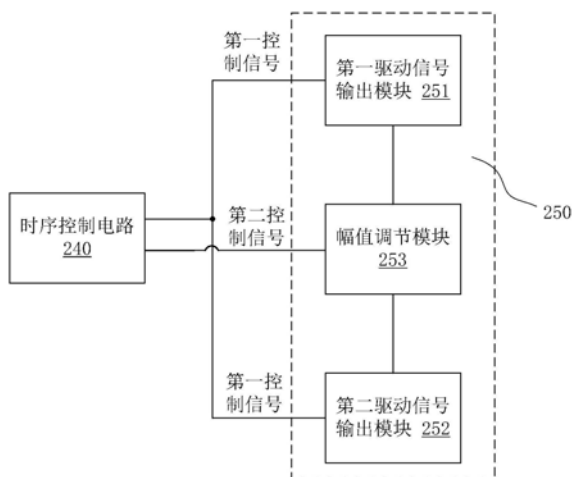 第一控
制信号
第一驱动信号
输出模块 251
时序控制电路
240
第二控
制信号
幅值调节模块
253
250
第一控
制信号
第二驱动信号
输出模块 252